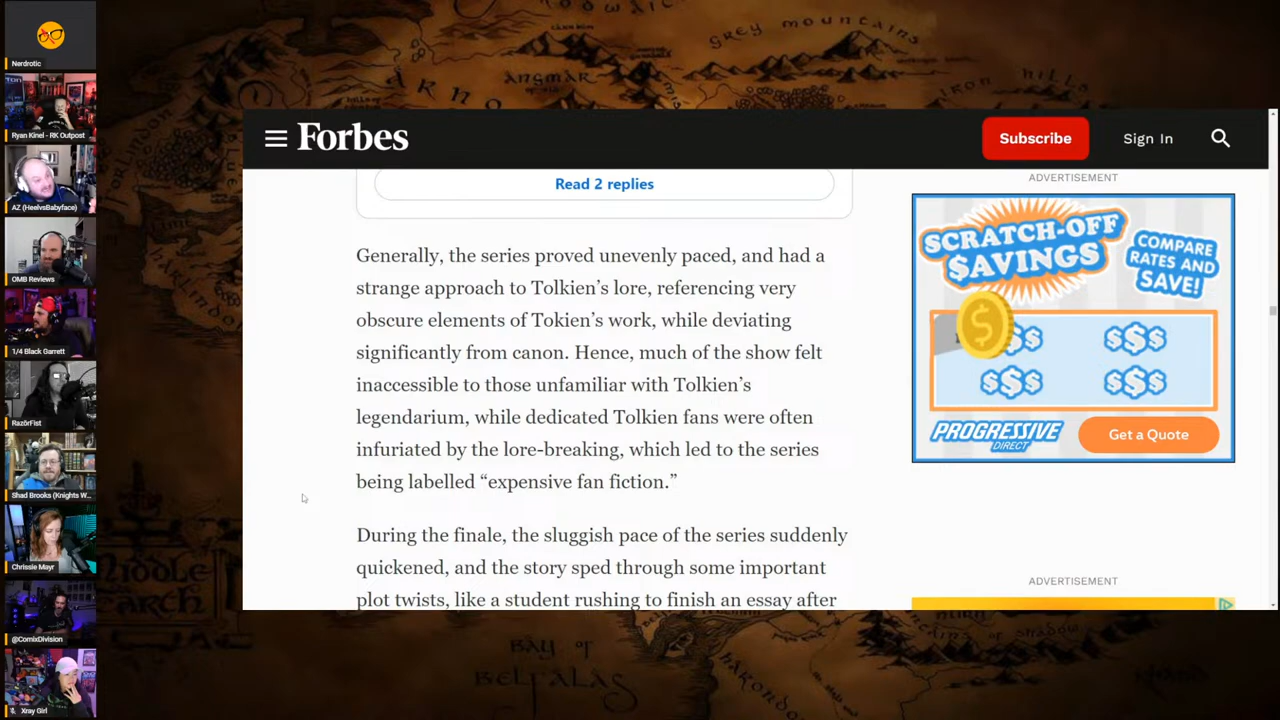 Nerdrotic
Ryan Kinel - RK Outpost
AZ (HeelvsBabyface)
OMB Reviews
1/4 Black Garrett
RazörFist
Shad Brooks (Knights W...
Chrissie Mayr
@ComixDivision
Xray Girl
GREY MOUNTAINS
ANGMAR
IRON HILLS
Forbes
Subscribe
Sign In
Read 2 replies
Generally, the series proved unevenly paced, and had a
strange approach to Tolkien’s lore, referencing very
obscure elements of Tokien’s work, while deviating
significantly from canon. Hence, much of the show felt
inaccessible to those unfamiliar with Tolkien’s
legendarium, while dedicated Tolkien fans were often
infuriated by the lore-breaking, which led to the series
being labelled “expensive fan fiction.”
During the finale, the sluggish pace of the series suddenly
quickened, and the story sped through some important
plot twists, like a student rushing to finish an essay after
ADVERTISEMENT
SCRATCH-OFF
$AVINGS
COMPARE
RATES AND
SAVE!
$$$ $$$
$$$ $$$
PROGRESSIVE
DIRECT
Get a Quote
ADVERTISEMENT
MIDDLE
EARTH
BAY OF
BELFALAS